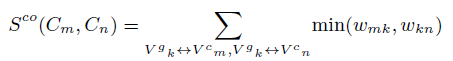 S^{co}(C_m, C_n) = \sum_{V^g{}_k \leftrightarrow V^c{}_m, V^g{}_k \leftrightarrow V^c{}_n} \min(w_{mk}, w_{kn})